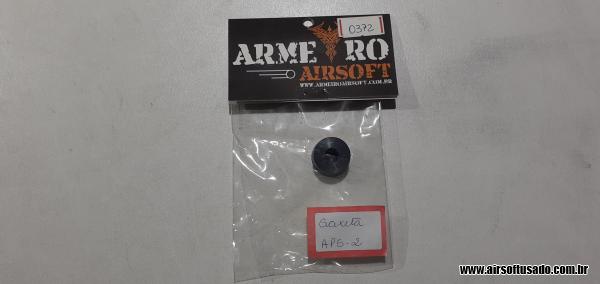 0372
ARMEIRO
AIRSOFT
WWW.ARMEIROAIRSOFT.COM.BR
Gaxeta
APS-2
www.airsoftusado.com.br